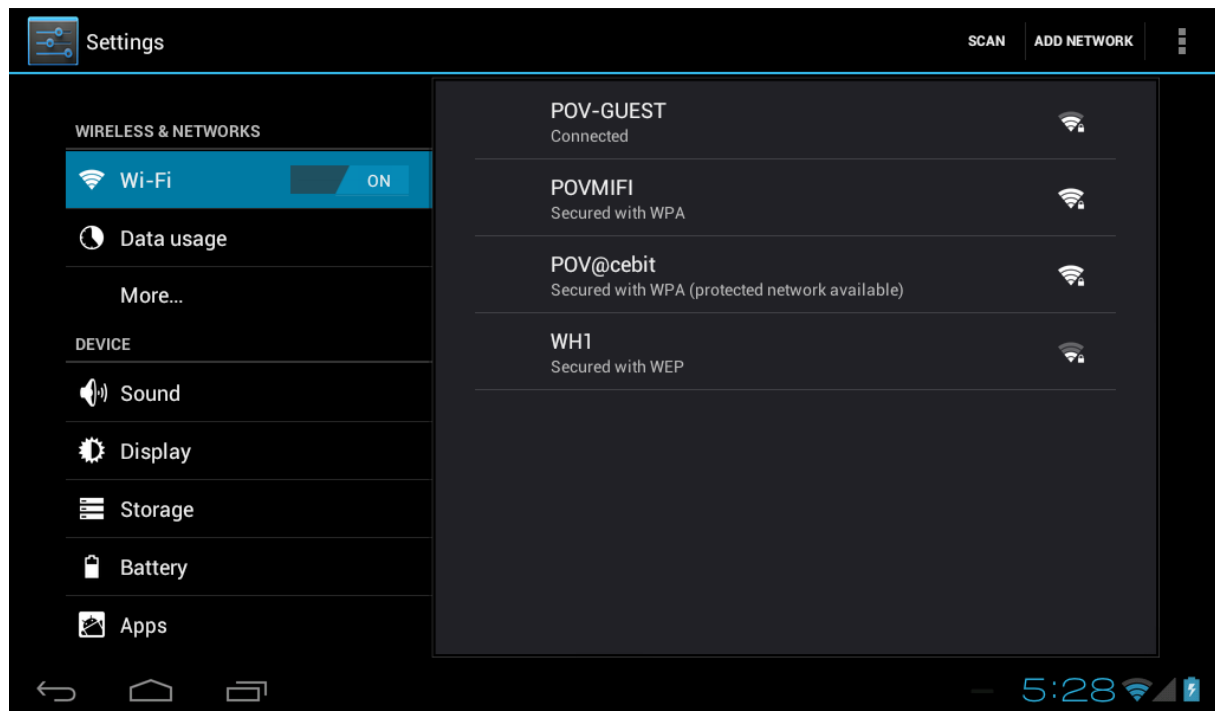 Settings
SCAN
ADD NETWORK
WIRELESS & NETWORKS
Wi-Fi
ON
Data usage
More...
DEVICE
Sound
Display
Storage
Battery
Apps
POV-GUEST
Connected
POVMIFI
Secured with WPA
POV@cebit
Secured with WPA (protected network available)
WH1
Secured with WEP
5:28